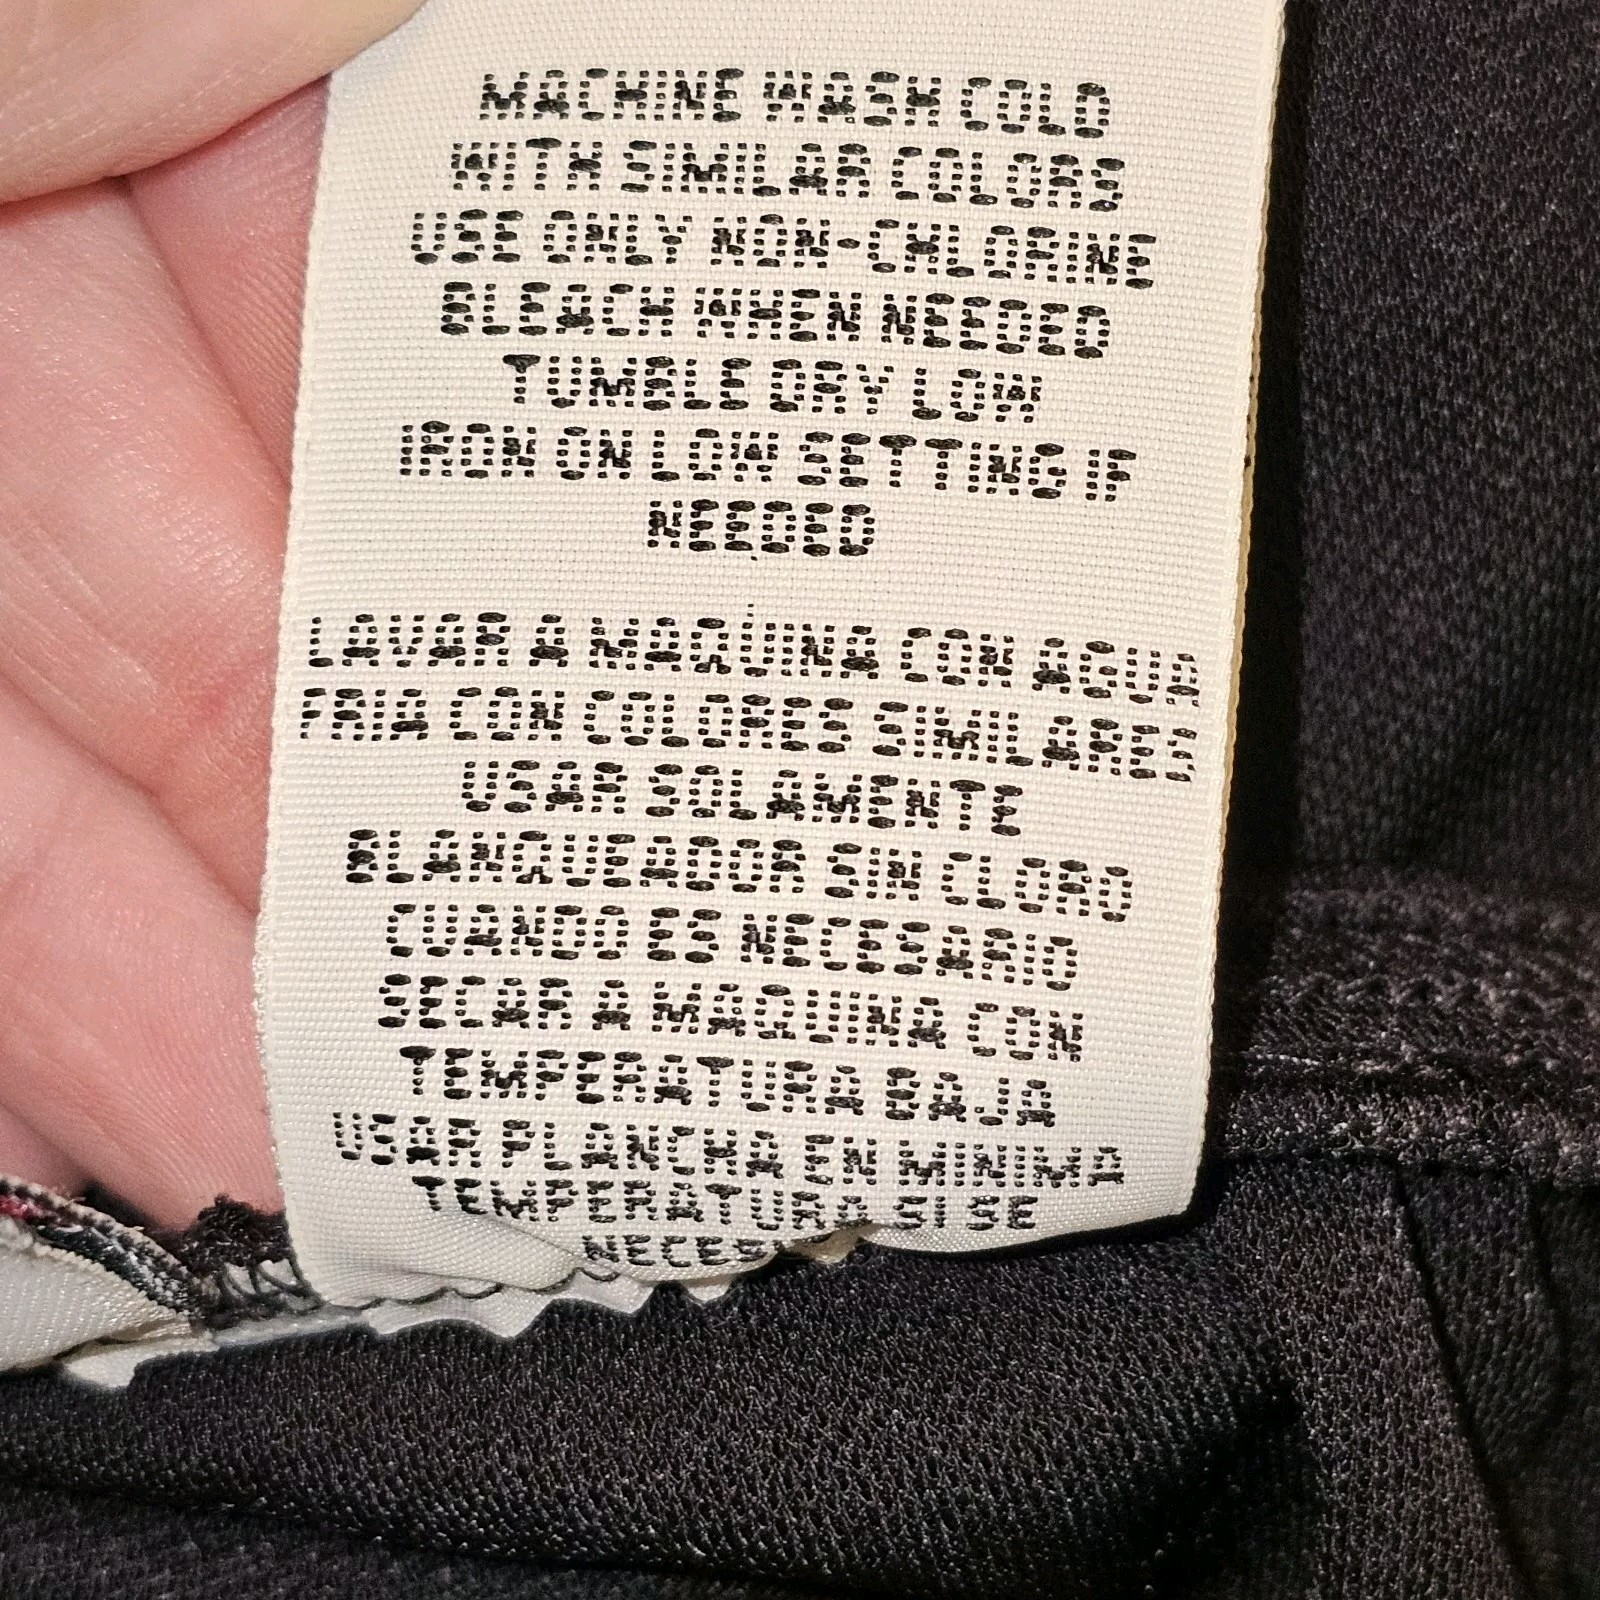 MACHINE WASH COLD
WITH SIMILAR COLORS
USE ONLY NON-CHLORINE
BLEACH WHEN NEEDED
TUMBLE DRY LOW
IRON ON LOW SETTING IF
NEEDED
LAVAR A MAQUINA CON AGUA
FRIA CON COLORES SIMILARES
USAR SOLAMENTE
BLANQUEADOR SIN CLORO
CUANDO ES NECESARIO
SECAR A MAQUINA CON
TEMPERATURA BAJA
USAR PLANCHA EN MINIMA
TEMPERATURA SI SE